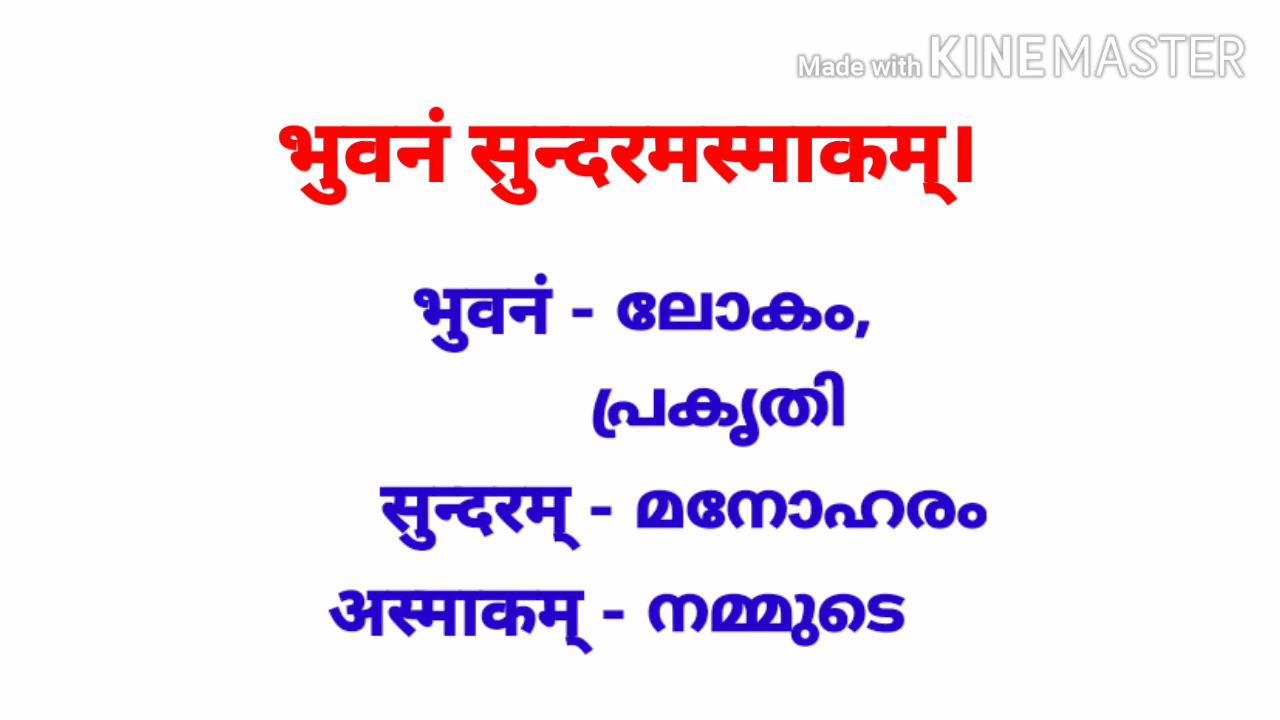 Made with KINEMASTER
भुवनं सुन्दरमस्माकम्।
भुवनं - ലോകം,
പ്രകൃതി
सुन्दरम् - മനോഹരം
अस्माकम् - നമ്മുടെ